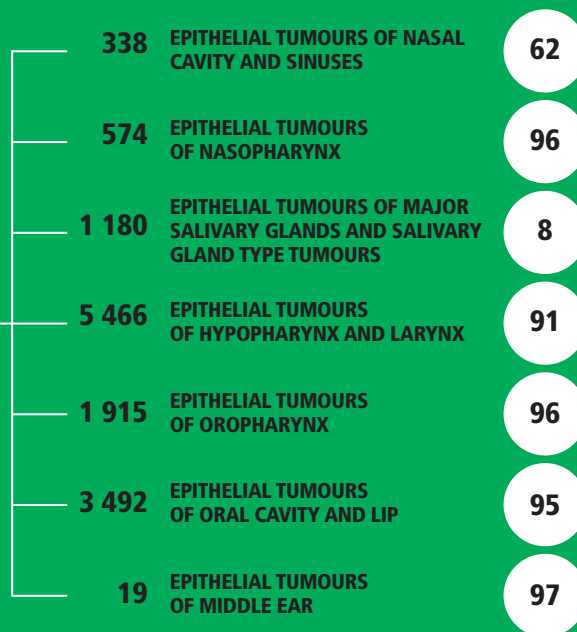 338 EPITHELIAL TUMOURS OF NASAL
CAVITY AND SINUSES
62
574 EPITHELIAL TUMOURS
OF NASOPHARYNX
96
1 180 EPITHELIAL TUMOURS OF MAJOR
SALIVARY GLANDS AND SALIVARY
GLAND TYPE TUMOURS
8
5 466 EPITHELIAL TUMOURS
OF HYPOPHARYNX AND LARYNX
91
1 915 EPITHELIAL TUMOURS
OF OROPHARYNX
96
3 492 EPITHELIAL TUMOURS
OF ORAL CAVITY AND LIP
95
19 EPITHELIAL TUMOURS
OF MIDDLE EAR
97